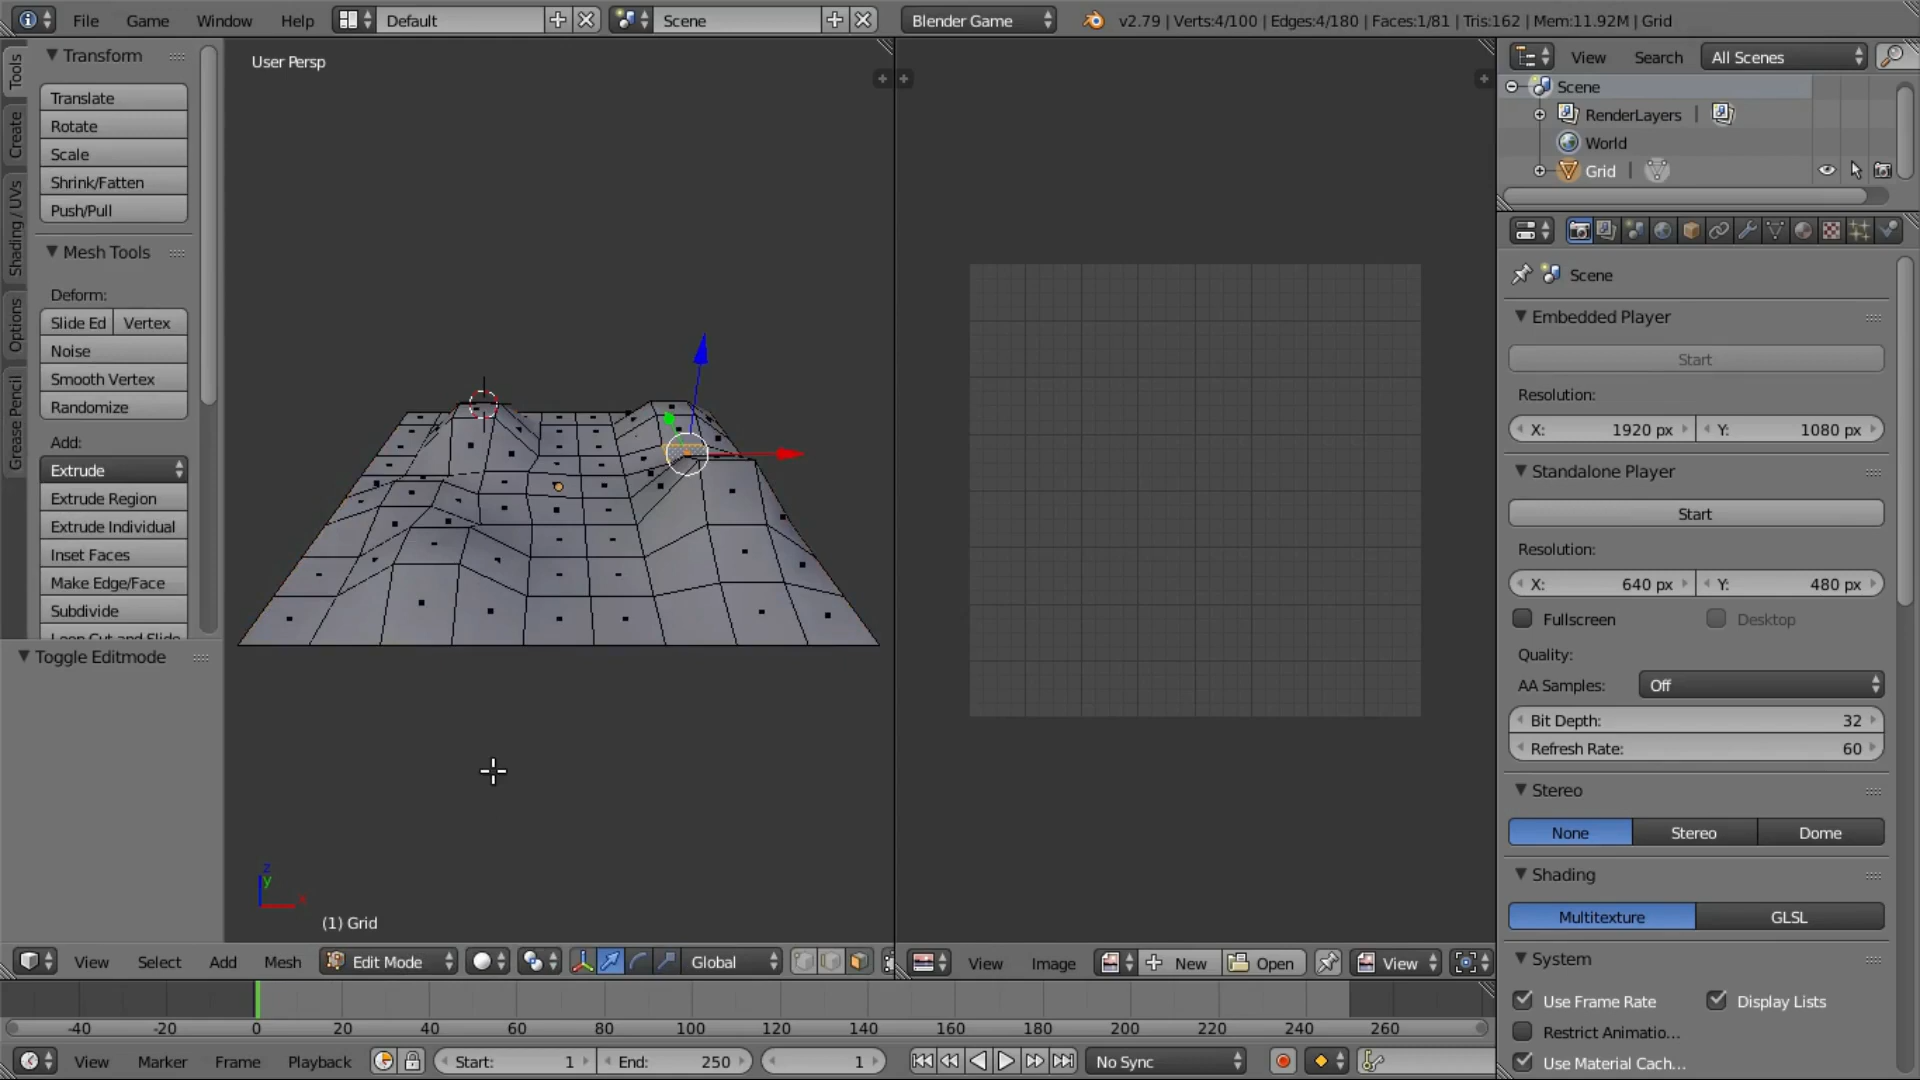 File Game Window Help Default Scene Blender Game v2.79 | Verts:4/100 | Edges:4/180 | Faces:1/81 | Tris:162 | Mem:11.92M | Grid
Tools
Create
Shading / UVs
Options
Grease Pencil
Transform
Translate
Rotate
Scale
Shrink/Fatten
Push/Pull
Mesh Tools
Deform:
Slide Ed Vertex
Noise
Smooth Vertex
Randomize
Add:
Extrude
Extrude Region
Extrude Individual
Inset Faces
Make Edge/Face
Subdivide
Loop Cut and Slide
Toggle Editmode
User Persp
z
y
(1) Grid
View Select Add Mesh Edit Mode Global
View Image New Open View
View Search All Scenes
Scene
RenderLayers |
World
Grid |
Scene
Embedded Player
Start
Resolution:
X: 1920 px Y: 1080 px
Standalone Player
Start
Resolution:
X: 640 px Y: 480 px
Fullscreen Desktop
Quality:
AA Samples: Off
Bit Depth: 32
Refresh Rate: 60
Stereo
None Stereo Dome
Shading
Multitexture GLSL
System
Use Frame Rate Display Lists
Restrict Animatio...
Use Material Cach...
-40 -20 0 20 40 60 80 100 120 140 160 180 200 220 240 260
View Marker Frame Playback Start: 1 End: 250 1 No Sync